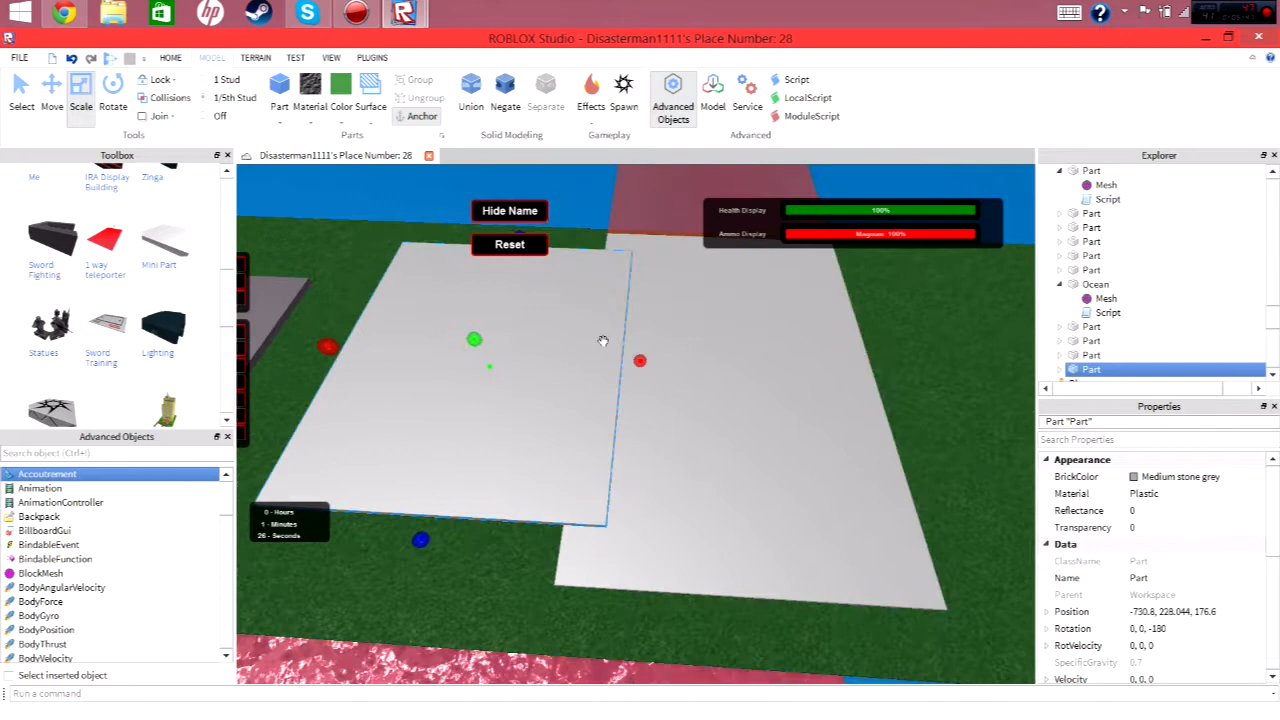 ROBLOX Studio - Disasterman1111's Place Number: 28
FILE HOME MODEL TERRAIN TEST VIEW PLUGINS
Select Move Scale Rotate
Lock
Collisions
Join
1 Stud
1/5th Stud
Off
Tools
Part Material Color Surface
Group
Ungroup
Anchor
Parts
Union Negate Separate
Solid Modeling
Effects Spawn
Gameplay
Advanced Objects
Model Service
Script
LocalScript
ModuleScript
Advanced
Toolbox
Me
IRA Display Building
Zinga
Sword Fighting
1 way teleporter
Mini Part
Statues
Sword Training
Lighting
Advanced Objects
Search object (Ctrl+I)
Accoutrement
Animation
AnimationController
Backpack
BillboardGui
BindableEvent
BindableFunction
BlockMesh
BodyAngularVelocity
BodyForce
BodyGyro
BodyPosition
BodyThrust
BodyVelocity
Select inserted object
Run a command
Disasterman1111's Place Number: 28
Hide Name
Reset
Health Display 100%
Ammo Display Magnum: 100%
0 - Hours
1 - Minutes
26 - Seconds
Explorer
Part
Mesh
Script
Part
Part
Part
Part
Part
Ocean
Mesh
Script
Part
Part
Part
Part
Properties
Part "Part"
Search Properties
Appearance
BrickColor Medium stone grey
Material Plastic
Reflectance 0
Transparency 0
Data
ClassName Part
Name Part
Parent Workspace
Position -730.8, 228.044, 176.6
Rotation 0, 0, -180
RotVelocity 0, 0, 0
SpecificGravity 0.7
Velocity 0, 0, 0